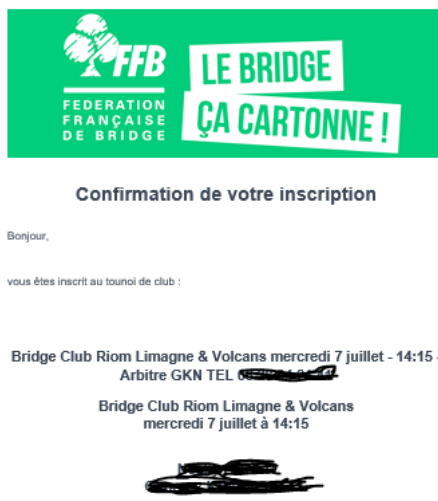 FFB
FEDERATION
FRANÇAISE
DE BRIDGE
LE BRIDGE
ÇA CARTONNE !
Confirmation de votre inscription
Bonjour,
vous êtes inscrit au tounoi de club :
Bridge Club Riom Limagne & Volcans mercredi 7 juillet - 14:15 -
Arbitre GKN TEL
Bridge Club Riom Limagne & Volcans
mercredi 7 juillet à 14:15